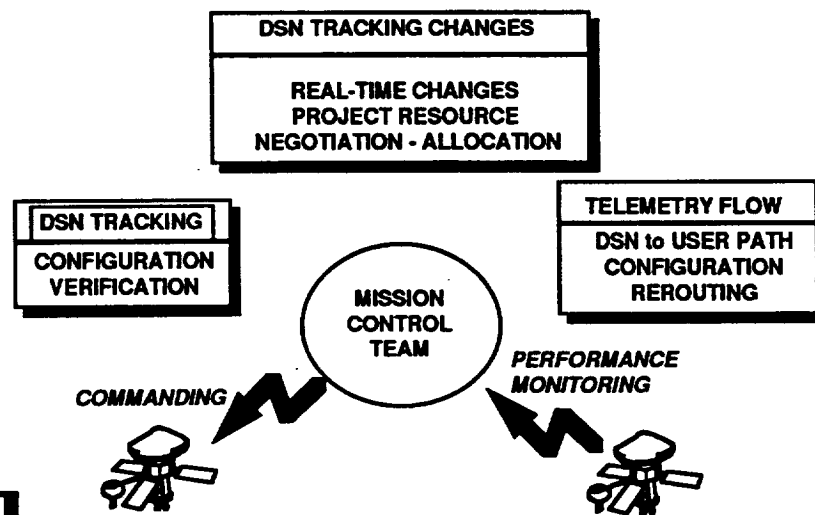 DSN TRACKING CHANGES
REAL-TIME CHANGES
PROJECT RESOURCE
NEGOTIATION - ALLOCATION
DSN TRACKING
CONFIGURATION
VERIFICATION
TELEMETRY FLOW
DSN to USER PATH
CONFIGURATION
REROUTING
MISSION
CONTROL
TEAM
COMMANDING
PERFORMANCE
MONITORING